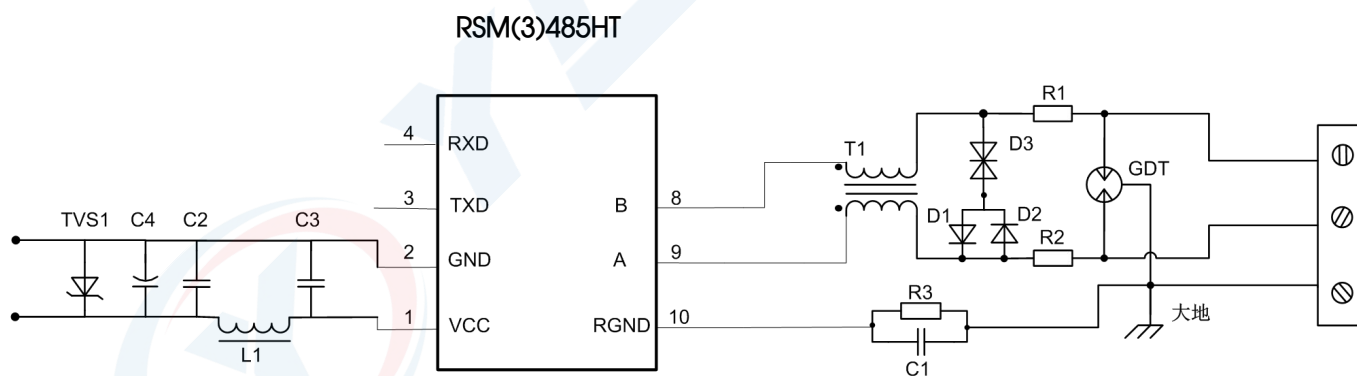 RSM(3)485HT
R1
4 RXD
T1
D3
GDT
3 TXD
B 8
TVS1 C4 C2 C3
D1 D2
2 GND
A 9
R2
R3
1 VCC
RGND 10
大地
L1
C1